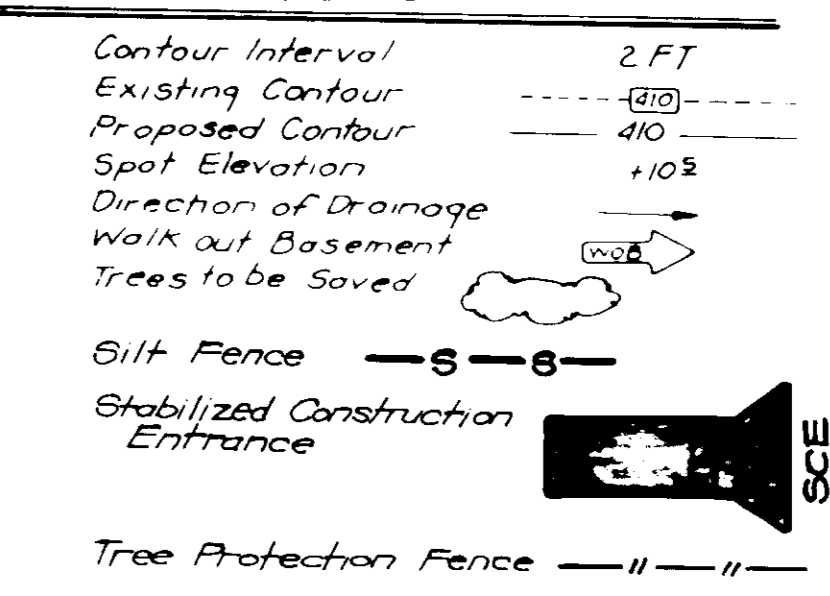 Contour Interval 2 FT
Existing Contour 410
Proposed Contour 410
Spot Elevation +10 5
Direction of Drainage
Walk out Basement WOB
Trees to be Saved
Silt Fence S S
Stabilized Construction
Entrance
SCE
Tree Protection Fence // //